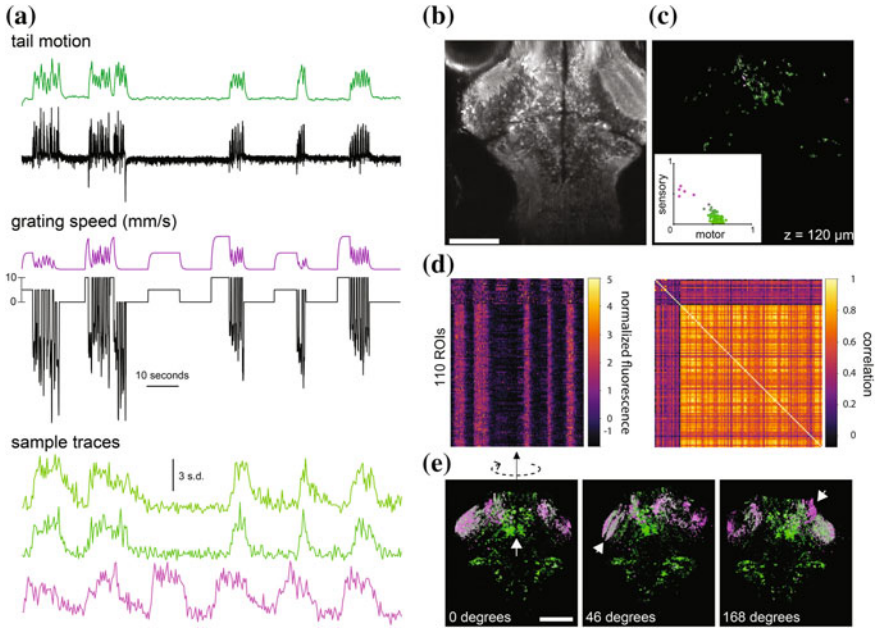 (a)
tail motion
grating speed (mm/s)
10
0
10 seconds
sample traces
3 s.d.
(b)
(c)
1
sensory
0
motor
1
z = 120 µm
(d)
110 ROIs
5
4
3
2
1
0
-1
normalized fluorescence
1
0.8
0.6
0.4
0.2
0
correlation
(e)
0 degrees
46 degrees
168 degrees